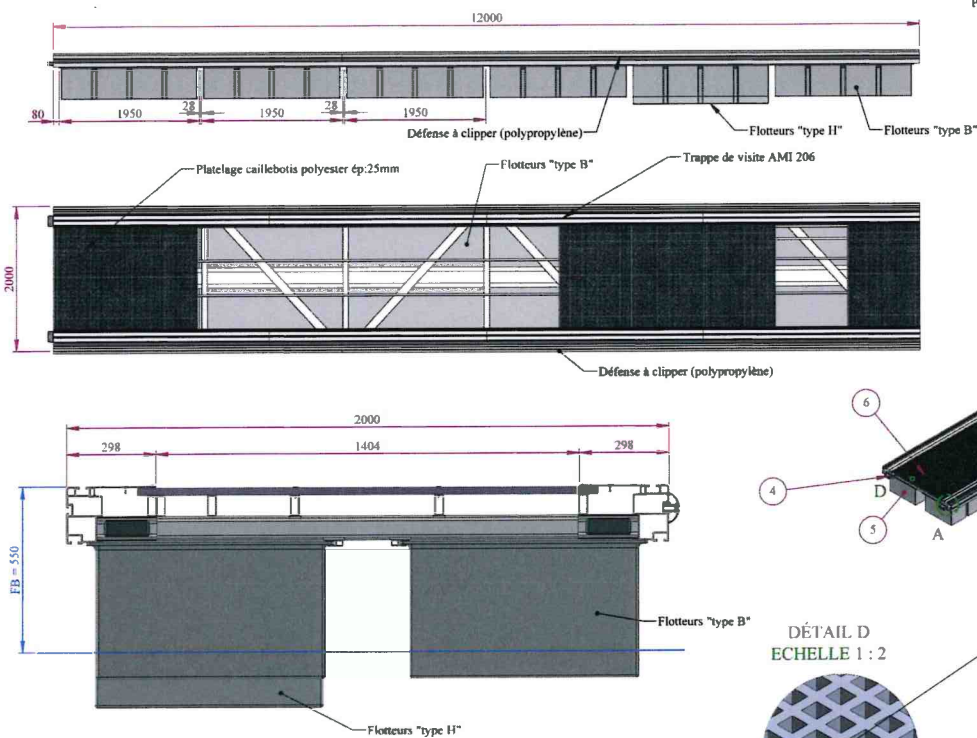 12000
80
1950
28
1950
28
1950
Défense à clipper (polypropylène)
Flotteurs "type H"
Flotteurs "type B"
Platelage caillebotis polyester ép:25mm
Flotteurs "type B"
Trappe de visite AMI 206
2000
Défense à clipper (polypropylène)
2000
298
1404
298
FB = 550
Flotteurs "type B"
Flotteurs "type H"
6
4
D
5
A
DÉTAIL D
ECHELLE 1 : 2